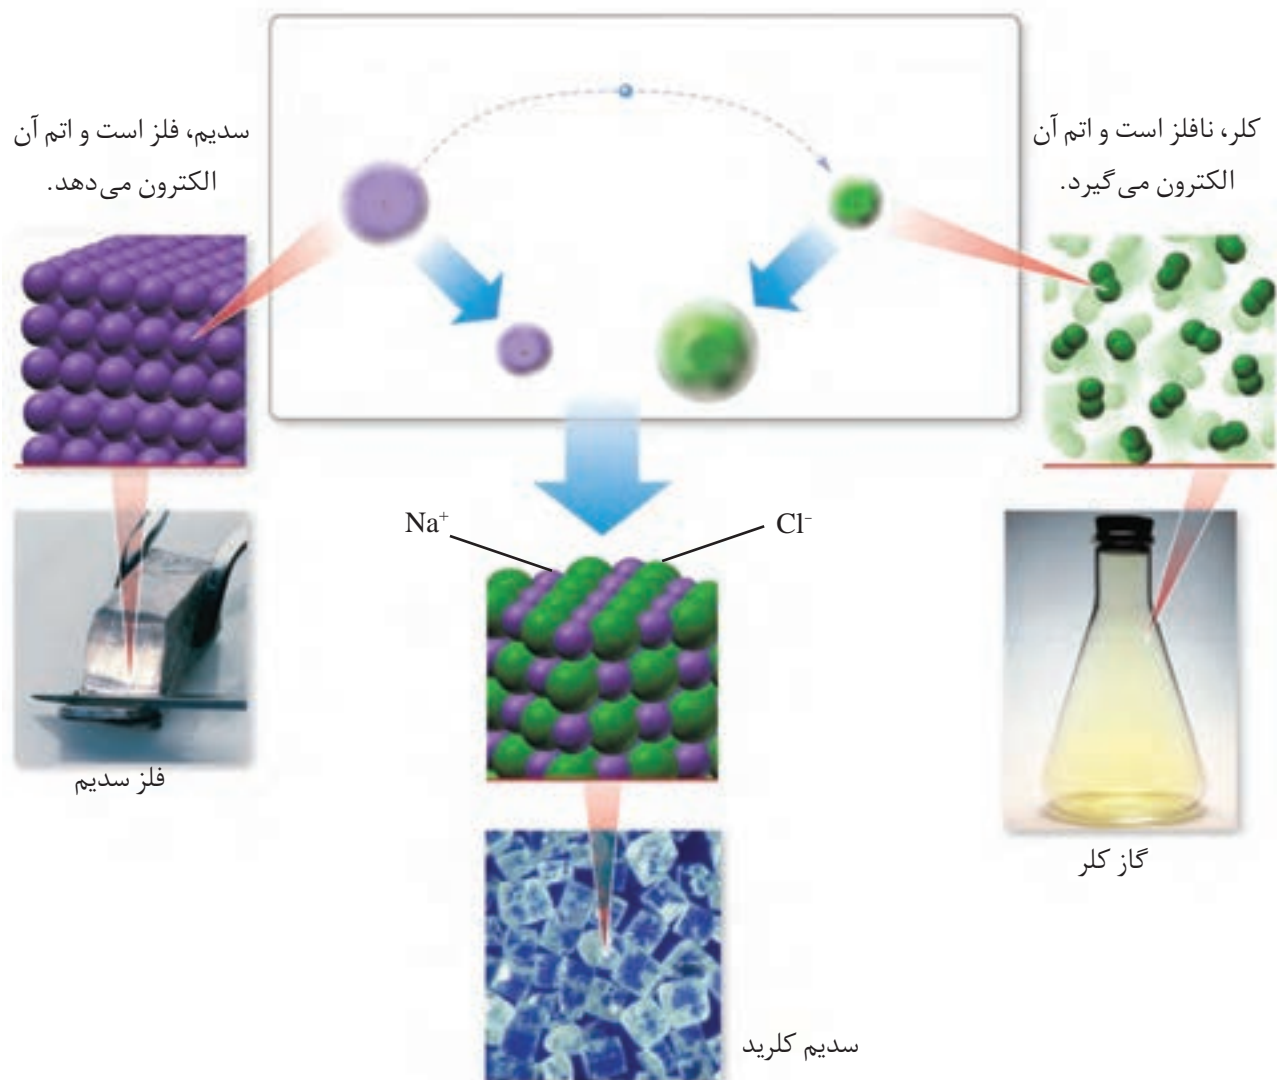 کلر، نافلز است و اتم آن
الکترون می‌گیرد.
سدیم، فلز است و اتم آن
الکترون می‌دهد.
Na⁺
Cl⁻
فلز سدیم
گاز کلر
سدیم کلرید